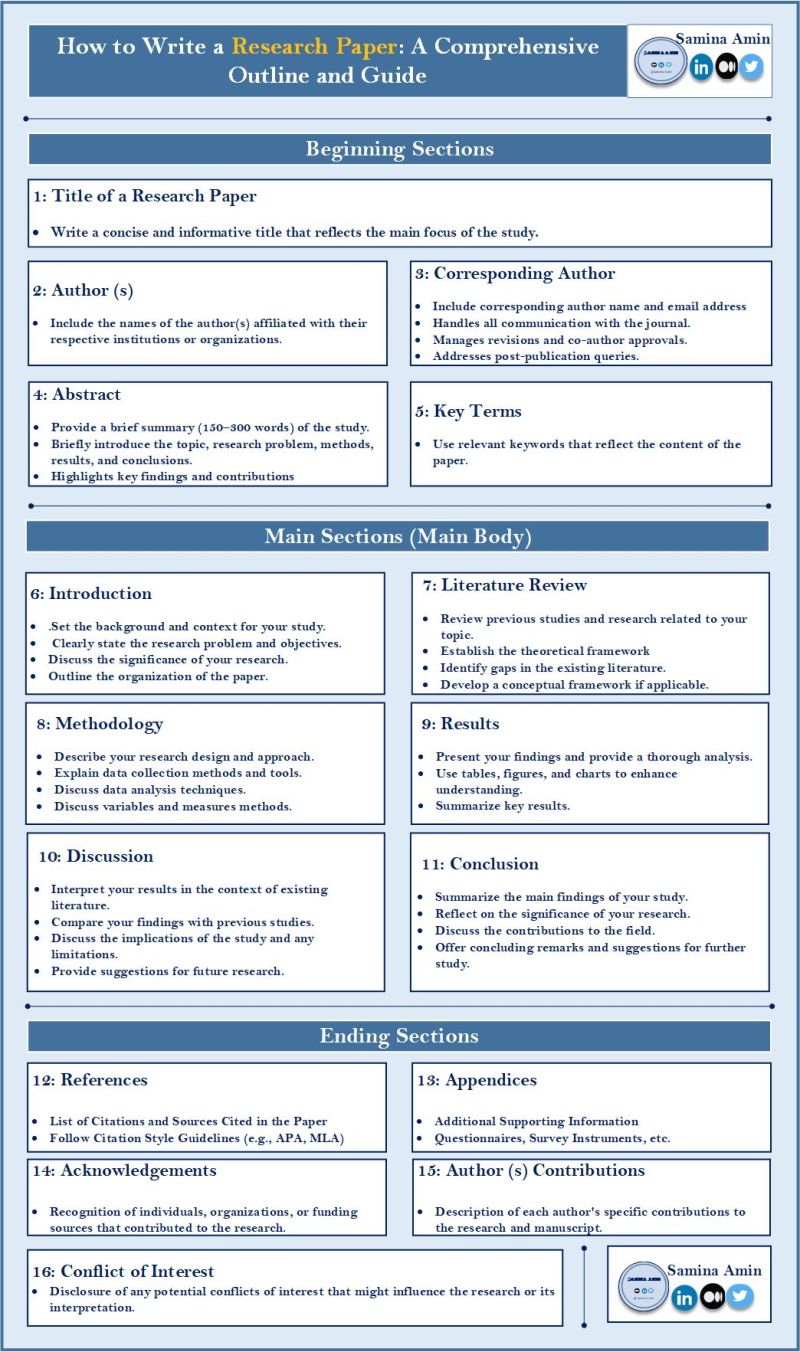 How to Write a Research Paper: A Comprehensive
Outline and Guide
Samina Amin
SAMINA AMIN
Beginning Sections
1: Title of a Research Paper
• Write a concise and informative title that reflects the main focus of the study.
2: Author (s)
• Include the names of the author(s) affiliated with their
respective institutions or organizations.
3: Corresponding Author
• Include corresponding author name and email address
• Handles all communication with the journal.
• Manages revisions and co-author approvals.
• Addresses post-publication queries.
4: Abstract
• Provide a brief summary (150–300 words) of the study.
• Briefly introduce the topic, research problem, methods,
results, and conclusions.
• Highlights key findings and contributions
5: Key Terms
• Use relevant keywords that reflect the content of the
paper.
Main Sections (Main Body)
6: Introduction
• .Set the background and context for your study.
• Clearly state the research problem and objectives.
• Discuss the significance of your research.
• Outline the organization of the paper.
7: Literature Review
• Review previous studies and research related to your
topic.
• Establish the theoretical framework
• Identify gaps in the existing literature.
• Develop a conceptual framework if applicable.
8: Methodology
• Describe your research design and approach.
• Explain data collection methods and tools.
• Discuss data analysis techniques.
• Discuss variables and measures methods.
9: Results
• Present your findings and provide a thorough analysis.
• Use tables, figures, and charts to enhance
understanding.
• Summarize key results.
10: Discussion
• Interpret your results in the context of existing
literature.
• Compare your findings with previous studies.
• Discuss the implications of the study and any
limitations.
• Provide suggestions for future research.
11: Conclusion
• Summarize the main findings of your study.
• Reflect on the significance of your research.
• Discuss the contributions to the field.
• Offer concluding remarks and suggestions for further
study.
Ending Sections
12: References
• List of Citations and Sources Cited in the Paper
• Follow Citation Style Guidelines (e.g., APA, MLA)
13: Appendices
• Additional Supporting Information
• Questionnaires, Survey Instruments, etc.
14: Acknowledgements
• Recognition of individuals, organizations, or funding
sources that contributed to the research.
15: Author (s) Contributions
• Description of each author's specific contributions to
the research and manuscript.
16: Conflict of Interest
• Disclosure of any potential conflicts of interest that might influence the research or its
interpretation.
Samina Amin
SAMINA AMIN